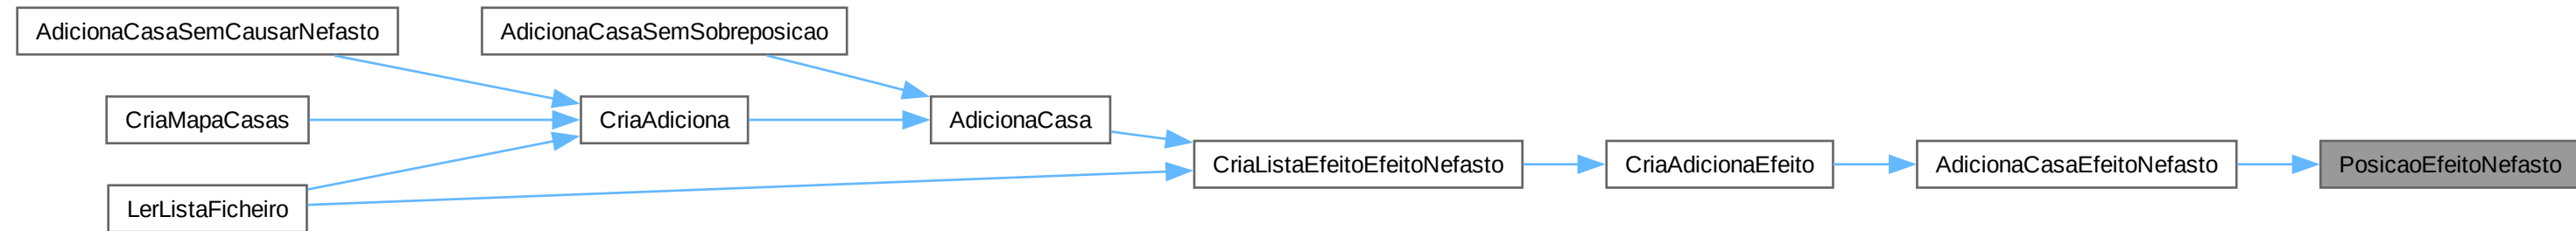 AdicionaCasaSemCausarNefasto
AdicionaCasaSemSobreposicao
CriaMapaCasas
CriaAdiciona
AdicionaCasa
LerListaFicheiro
CriaListaEfeitoEfeitoNefasto
CriaAdicionaEfeito
AdicionaCasaEfeitoNefasto
PosicaoEfeitoNefasto